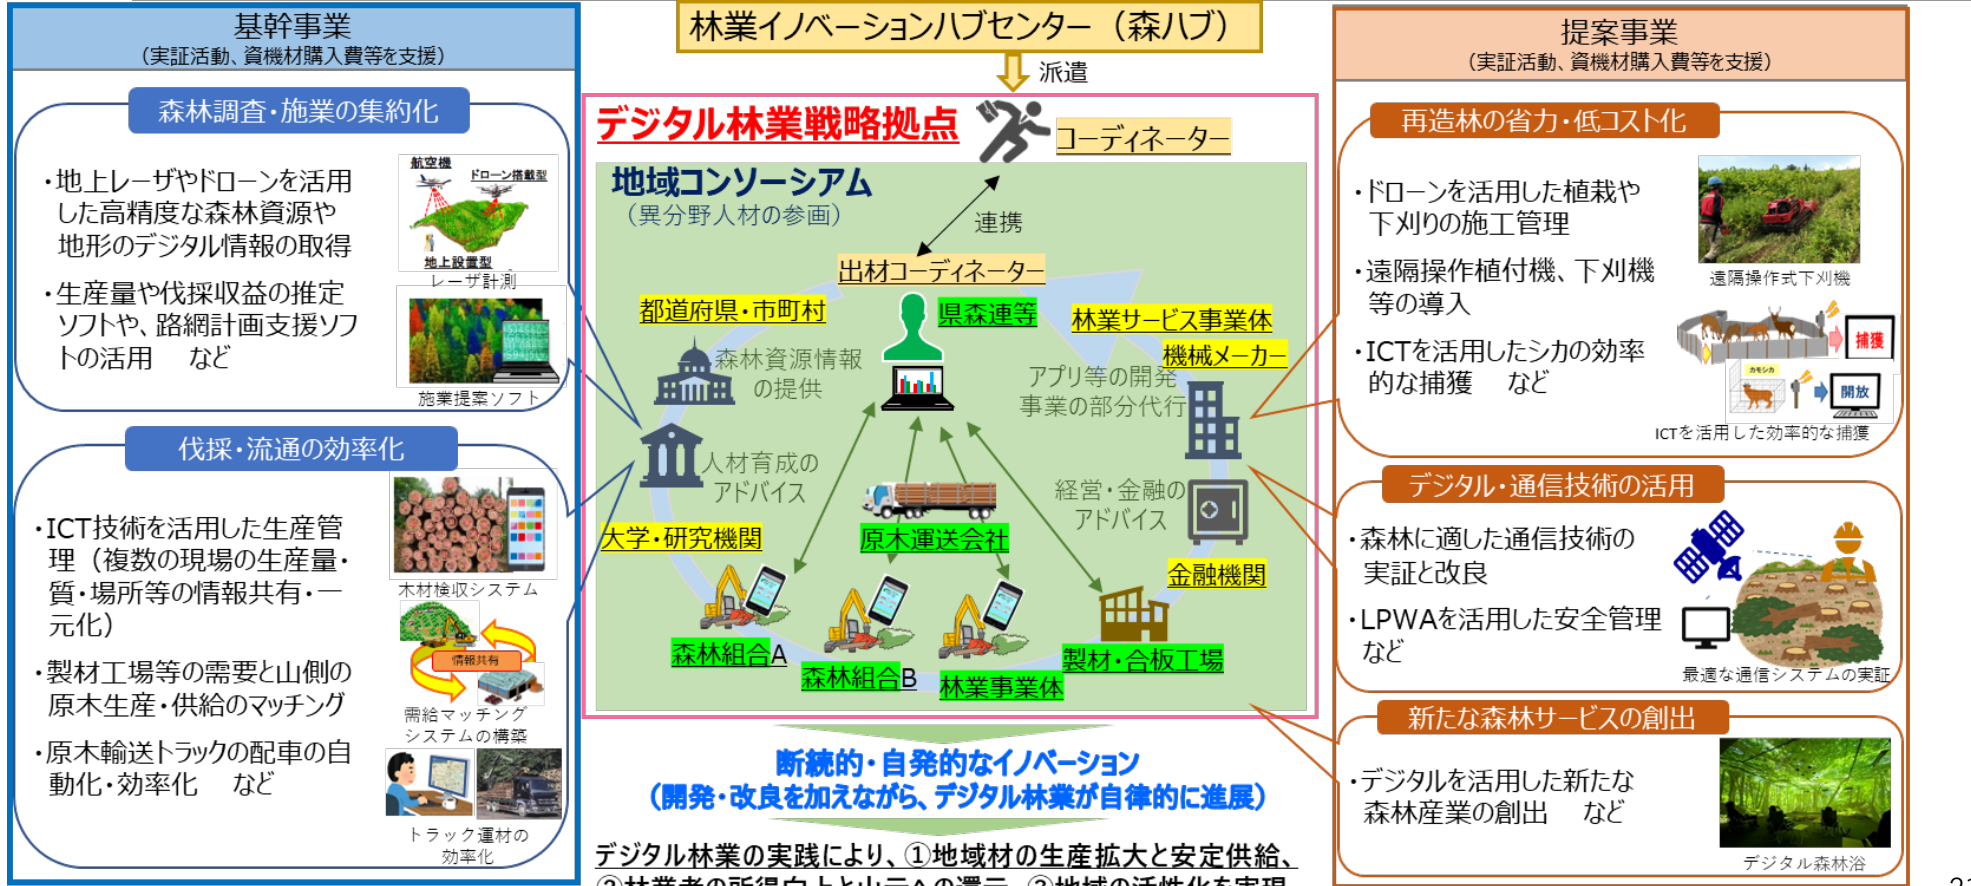 基幹事業
（実証活動、資機材購入費等を支援）
森林調査・施業の集約化
・地上レーザやドローンを活用
した高精度な森林資源や
地形のデジタル情報の取得
・生産量や伐採収益の推定
ソフトや、路網計画支援ソフ
トの活用　など
航空機
ドローン搭載型
地上設置型
レーザ計測
施業提案ソフト
伐採・流通の効率化
・ICT技術を活用した生産管
理（複数の現場の生産量・
質・場所等の情報共有・一
元化）
・製材工場等の需要と山側の
原木生産・供給のマッチング
・原木輸送トラックの配車の自
動化・効率化　など
木材検収システム
情報共有
需給マッチング
システムの構築
トラック運材の
効率化
林業イノベーションハブセンター（森ハブ）
派遣
デジタル林業戦略拠点
コーディネーター
地域コンソーシアム
（異分野人材の参画）
連携
出材コーディネーター
都道府県・市町村
県森連等
林業サービス事業体
機械メーカー
森林資源情報
の提供
アプリ等の開発
事業の部分代行
人材育成の
アドバイス
経営・金融の
アドバイス
大学・研究機関
原木運送会社
金融機関
森林組合A
森林組合B
林業事業体
製材・合板工場
断続的・自発的なイノベーション
（開発・改良を加えながら、デジタル林業が自律的に進展）
デジタル林業の実践により、①地域材の生産拡大と安定供給、
②林業者の所得向上と山元への還元、③地域の活性化を実現
提案事業
（実証活動、資機材購入費等を支援）
再造林の省力・低コスト化
・ドローンを活用した植栽や
下刈りの施工管理
・遠隔操作植付機、下刈機
等の導入
・ICTを活用したシカの効率
的な捕獲　など
遠隔操作式下刈機
捕獲
カモシカ
開放
ICTを活用した効率的な捕獲
デジタル・通信技術の活用
・森林に適した通信技術の
実証と改良
・LPWAを活用した安全管理
など
最適な通信システムの実証
新たな森林サービスの創出
・デジタルを活用した新たな
森林産業の創出　など
デジタル森林浴